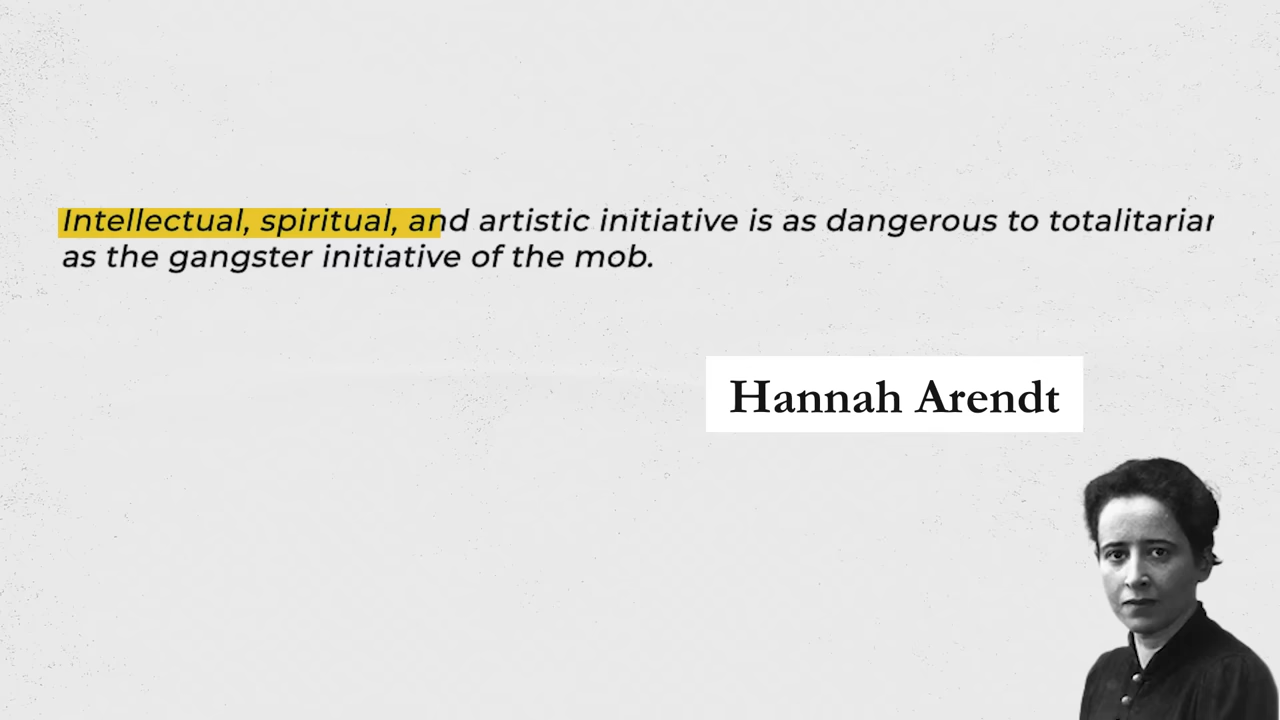 Intellectual, spiritual, and artistic initiative is as dangerous to totalitarian
as the gangster initiative of the mob.
Hannah Arendt